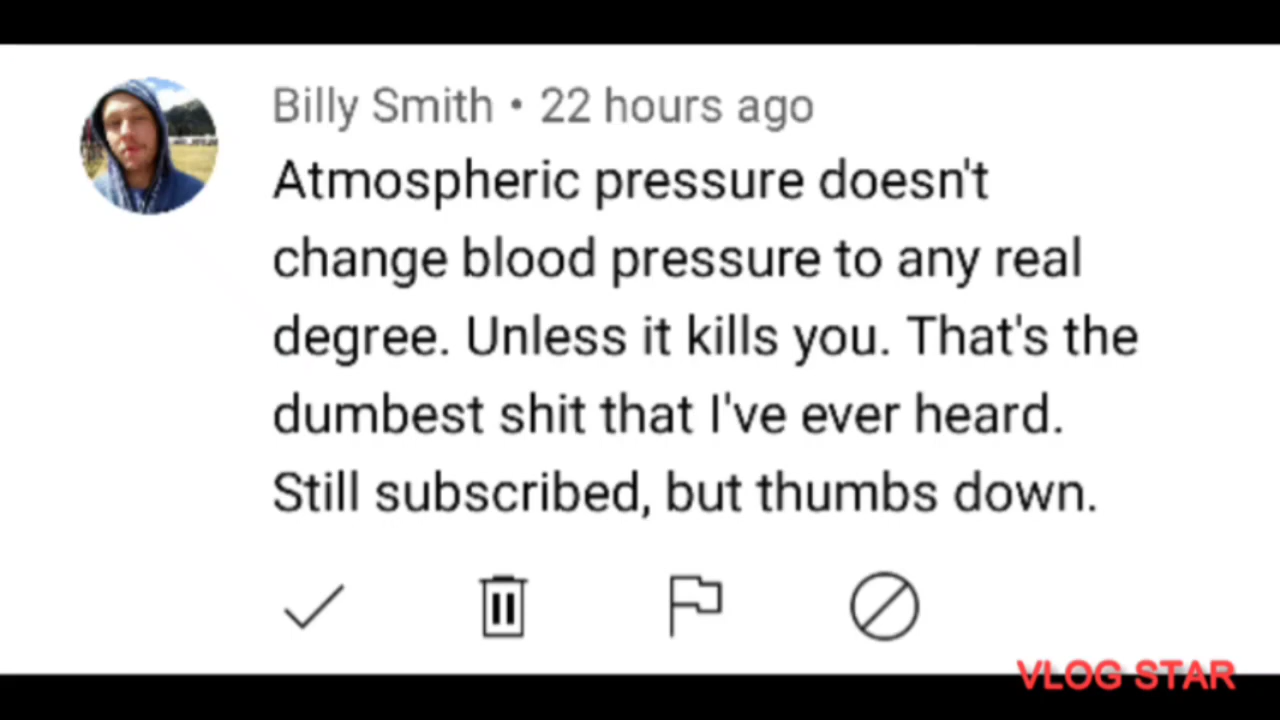 Billy Smith • 22 hours ago
Atmospheric pressure doesn't
change blood pressure to any real
degree. Unless it kills you. That's the
dumbest shit that I've ever heard.
Still subscribed, but thumbs down.
VLOG STAR